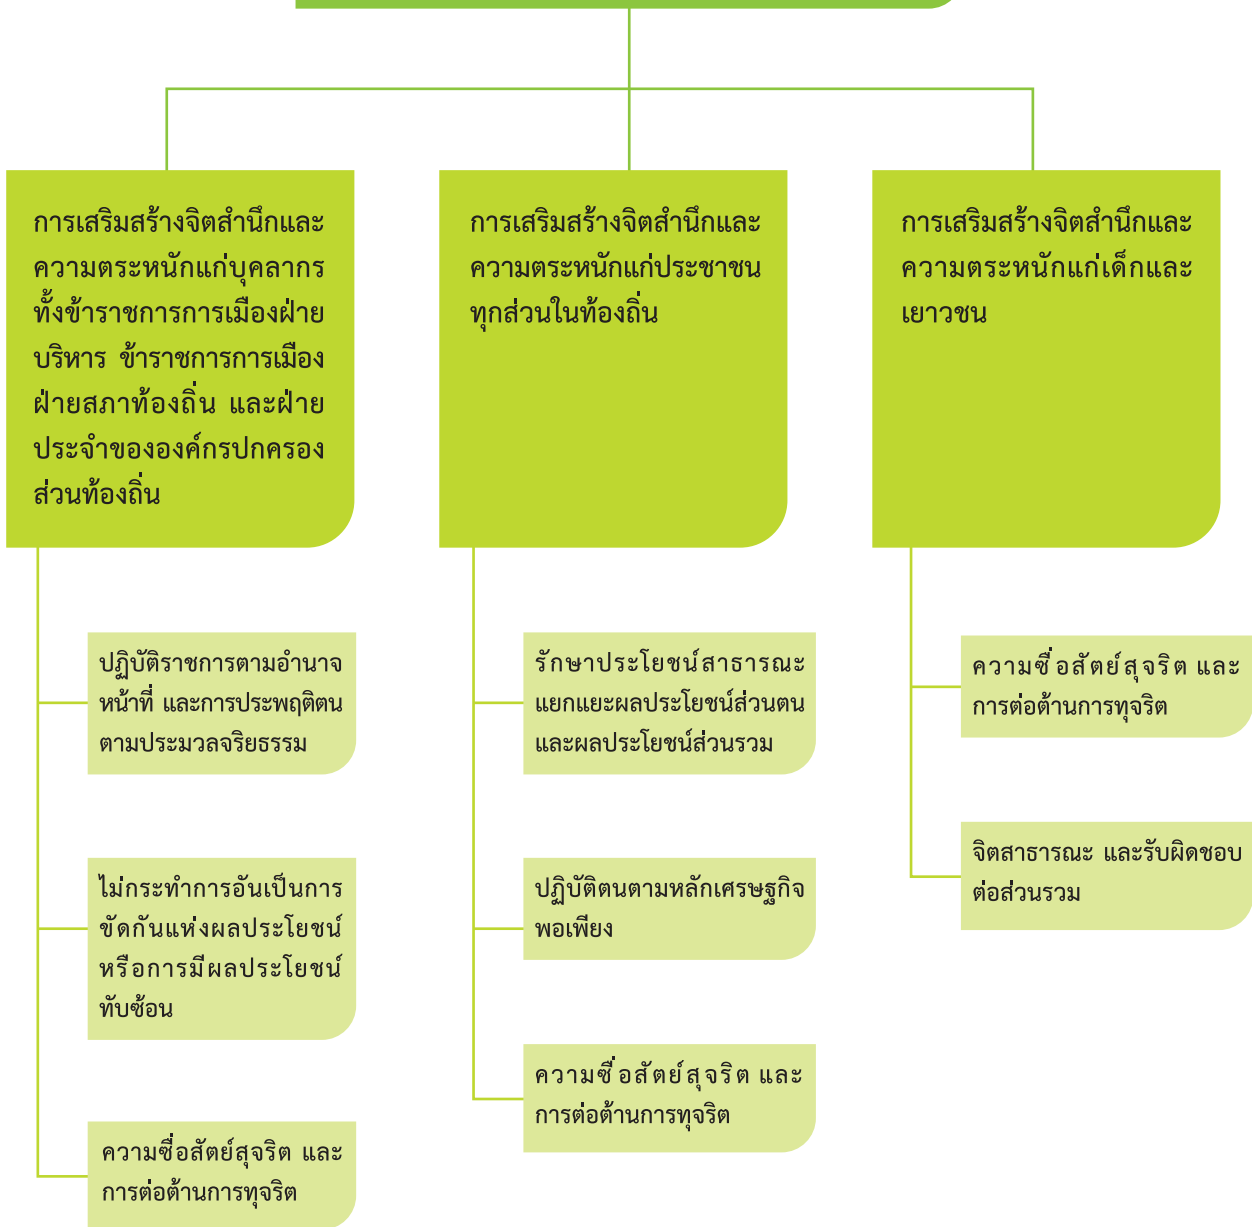 การเสริมสร้างจิตสำนึกและ
ความตระหนักแก่บุคลากร
ทั้งข้าราชการการเมืองฝ่าย
บริหาร ข้าราชการการเมือง
ฝ่ายสภาท้องถิ่น และฝ่าย
ประจำขององค์กรปกครอง
ส่วนท้องถิ่น
ปฏิบัติราชการตามอำนาจ
หน้าที่ และการประพฤติตน
ตามประมวลจริยธรรม
ไม่กระทำการอันเป็นการ
ขัดกันแห่งผลประโยชน์
หรือการมีผลประโยชน์
ทับซ้อน
ความซื่อสัตย์สุจริต และ
การต่อต้านการทุจริต
การเสริมสร้างจิตสำนึกและ
ความตระหนักแก่ประชาชน
ทุกส่วนในท้องถิ่น
รักษาประโยชน์สาธารณะ
แยกแยะผลประโยชน์ส่วนตน
และผลประโยชน์ส่วนรวม
ปฏิบัติตนตามหลักเศรษฐกิจ
พอเพียง
ความซื่อสัตย์สุจริต และ
การต่อต้านการทุจริต
การเสริมสร้างจิตสำนึกและ
ความตระหนักแก่เด็กและ
เยาวชน
ความซื่อสัตย์สุจริต และ
การต่อต้านการทุจริต
จิตสาธารณะ และรับผิดชอบ
ต่อส่วนรวม